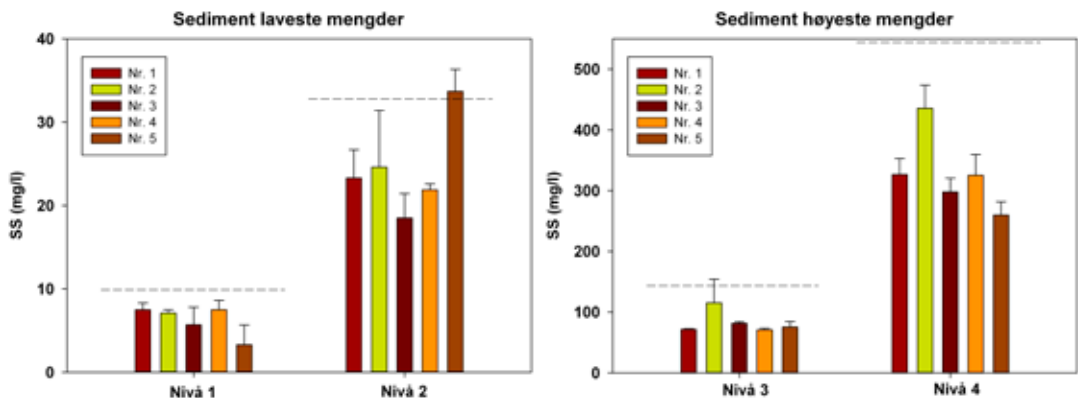 Sediment laveste mengder
SS (mg/l)
40
30
20
10
0
Nr. 1
Nr. 2
Nr. 3
Nr. 4
Nr. 5
Nivå 1
Nivå 2
Sediment høyeste mengder
SS (mg/l)
500
400
300
200
100
0
Nr. 1
Nr. 2
Nr. 3
Nr. 4
Nr. 5
Nivå 3
Nivå 4